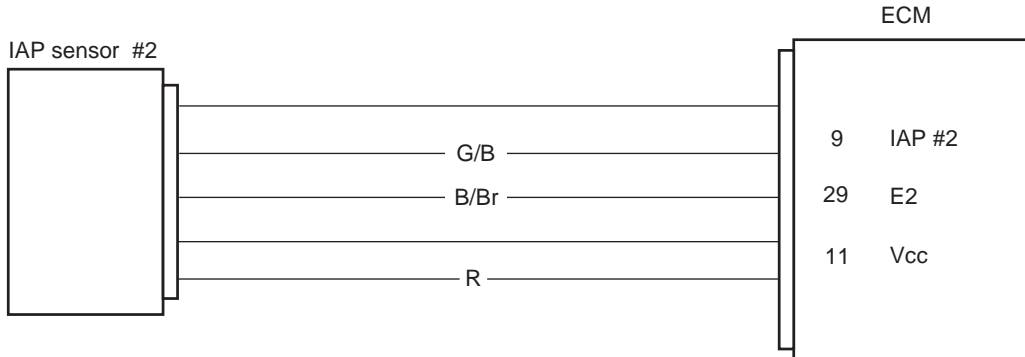 ECM
IAP sensor #2
9 IAP #2
G/B
29 E2
B/Br
11 Vcc
R